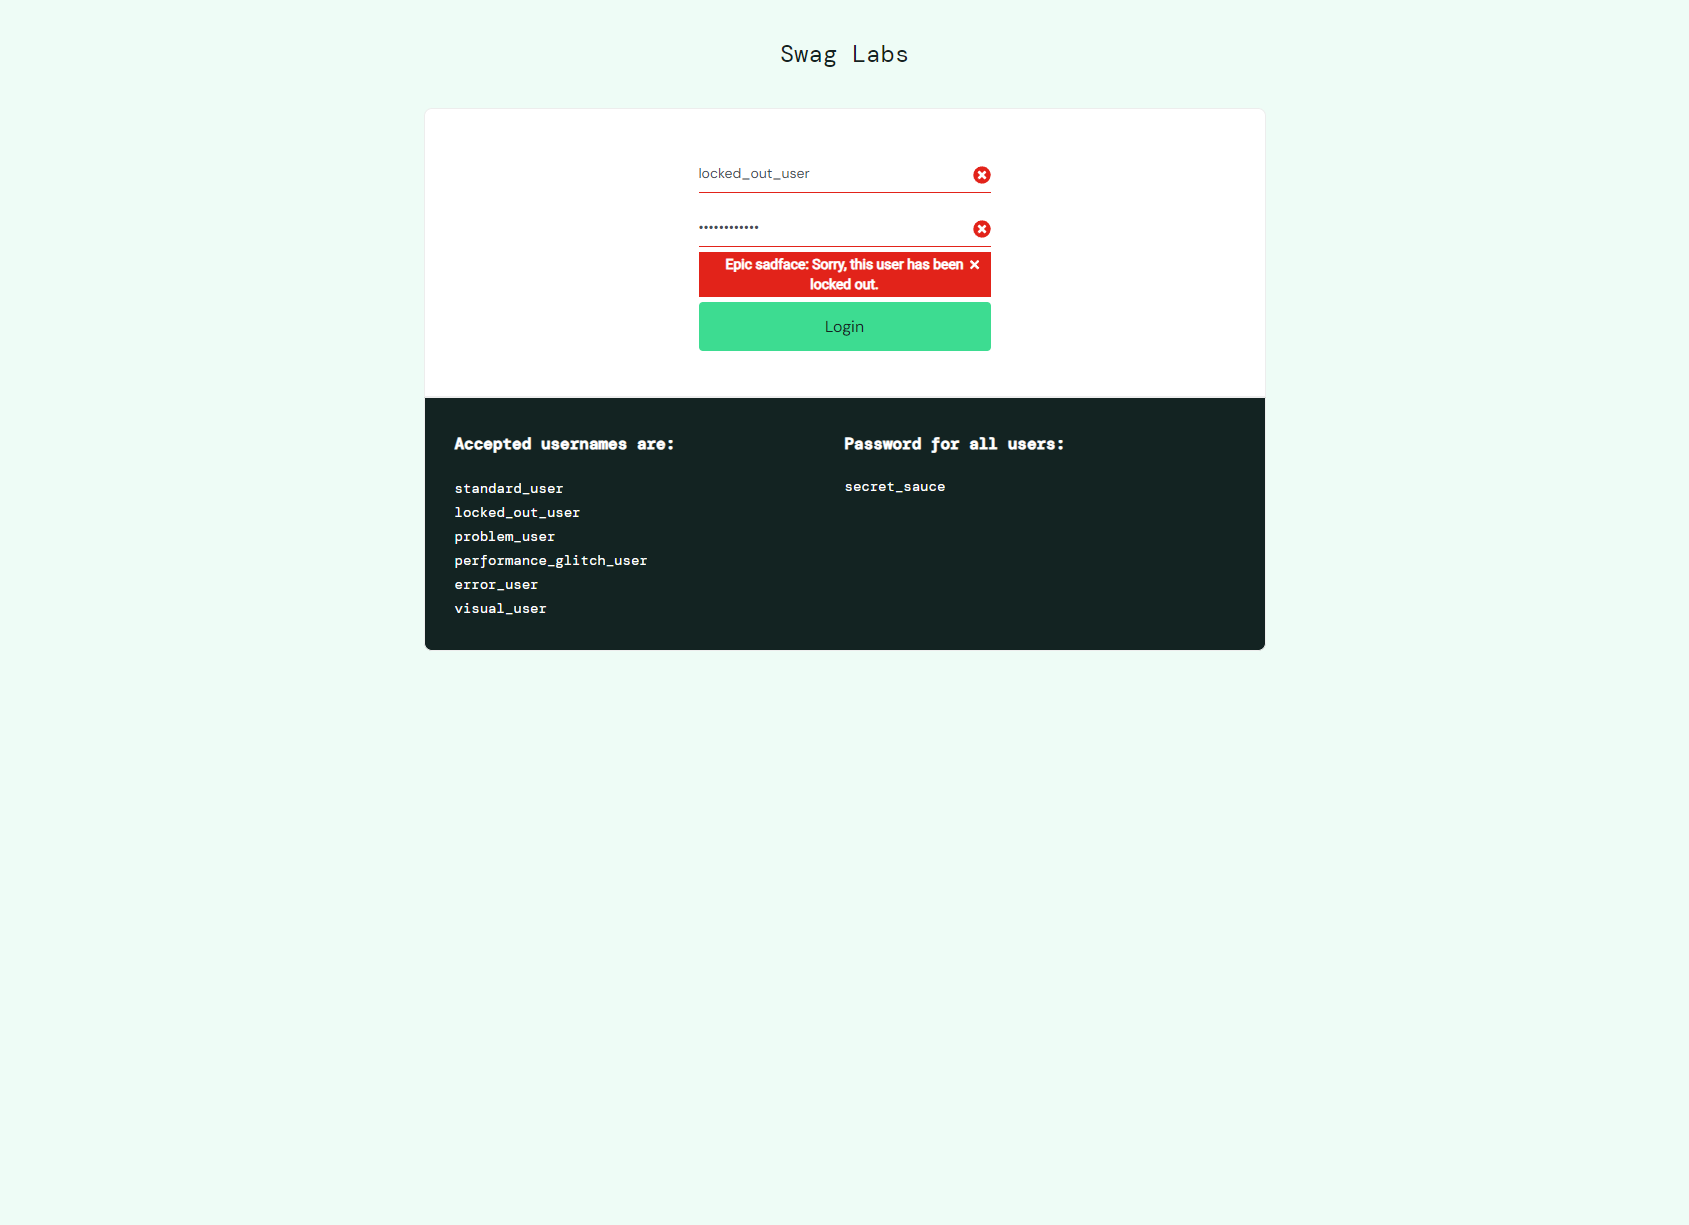 Swag Labs
locked_out_user
••••••••••••
Epic sadface: Sorry, this user has been
locked out.
Login
Accepted usernames are:
standard_user
locked_out_user
problem_user
performance_glitch_user
error_user
visual_user
Password for all users:
secret_sauce